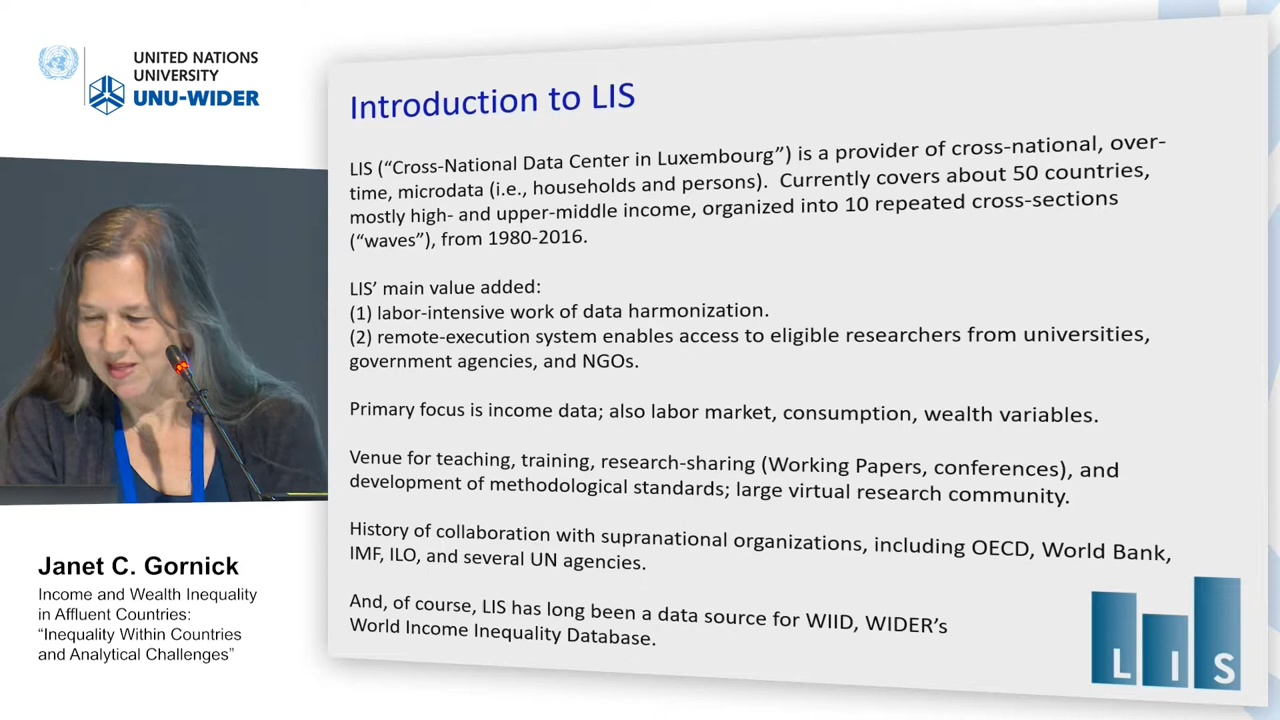 UNITED NATIONS
UNIVERSITY
UNU-WIDER
Introduction to LIS
LIS (“Cross-National Data Center in Luxembourg”) is a provider of cross-national, over-
time, microdata (i.e., households and persons). Currently covers about 50 countries,
mostly high- and upper-middle income, organized into 10 repeated cross-sections
(“waves”), from 1980-2016.
LIS’ main value added:
(1) labor-intensive work of data harmonization.
(2) remote-execution system enables access to eligible researchers from universities,
government agencies, and NGOs.
Primary focus is income data; also labor market, consumption, wealth variables.
Venue for teaching, training, research-sharing (Working Papers, conferences), and
development of methodological standards; large virtual research community.
History of collaboration with supranational organizations, including OECD, World Bank,
IMF, ILO, and several UN agencies.
And, of course, LIS has long been a data source for WIID, WIDER’s
World Income Inequality Database.
LIS
Janet C. Gornick
Income and Wealth Inequality
in Affluent Countries:
“Inequality Within Countries
and Analytical Challenges”